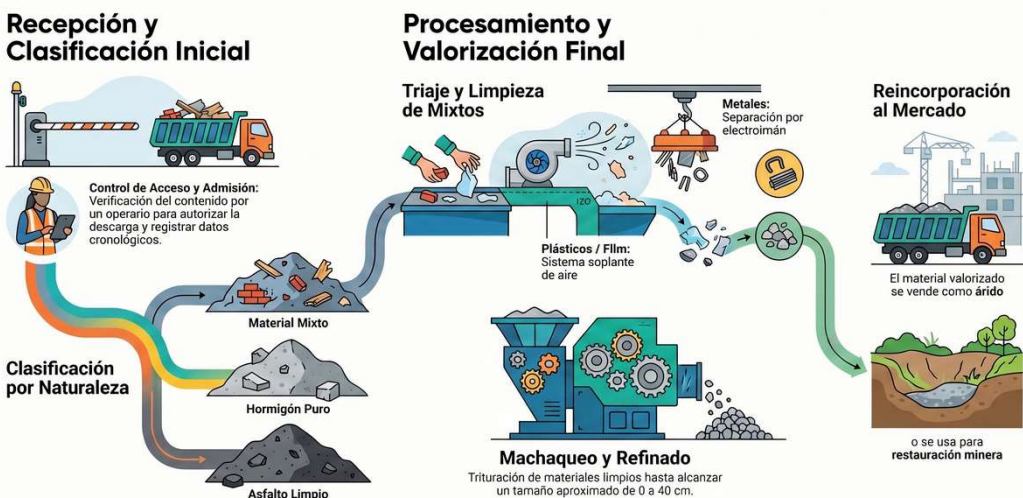 Recepción y
Clasificación Inicial
Control de Acceso y Admisión:
Verificación del contenido por
un operario para autorizar la
descarga y registrar datos
cronológicos.
Clasificación
por Naturaleza
Material Mixto
Hormigón Puro
Asfalto Limpio
Procesamiento y
Valorización Final
Triaje y Limpieza
de Mixtos
Metales:
Separación por
electroimán
IZO
Plásticos / Fllm:
Sistema soplante
de aire
Machaqueo y Refinado
Trituración de materiales limpios hasta alcanzar
un tamaño aproximado de 0 a 40 cm.
Reincorporación
al Mercado
El material valorizado
se vende como árido
o se usa para
restauración minera